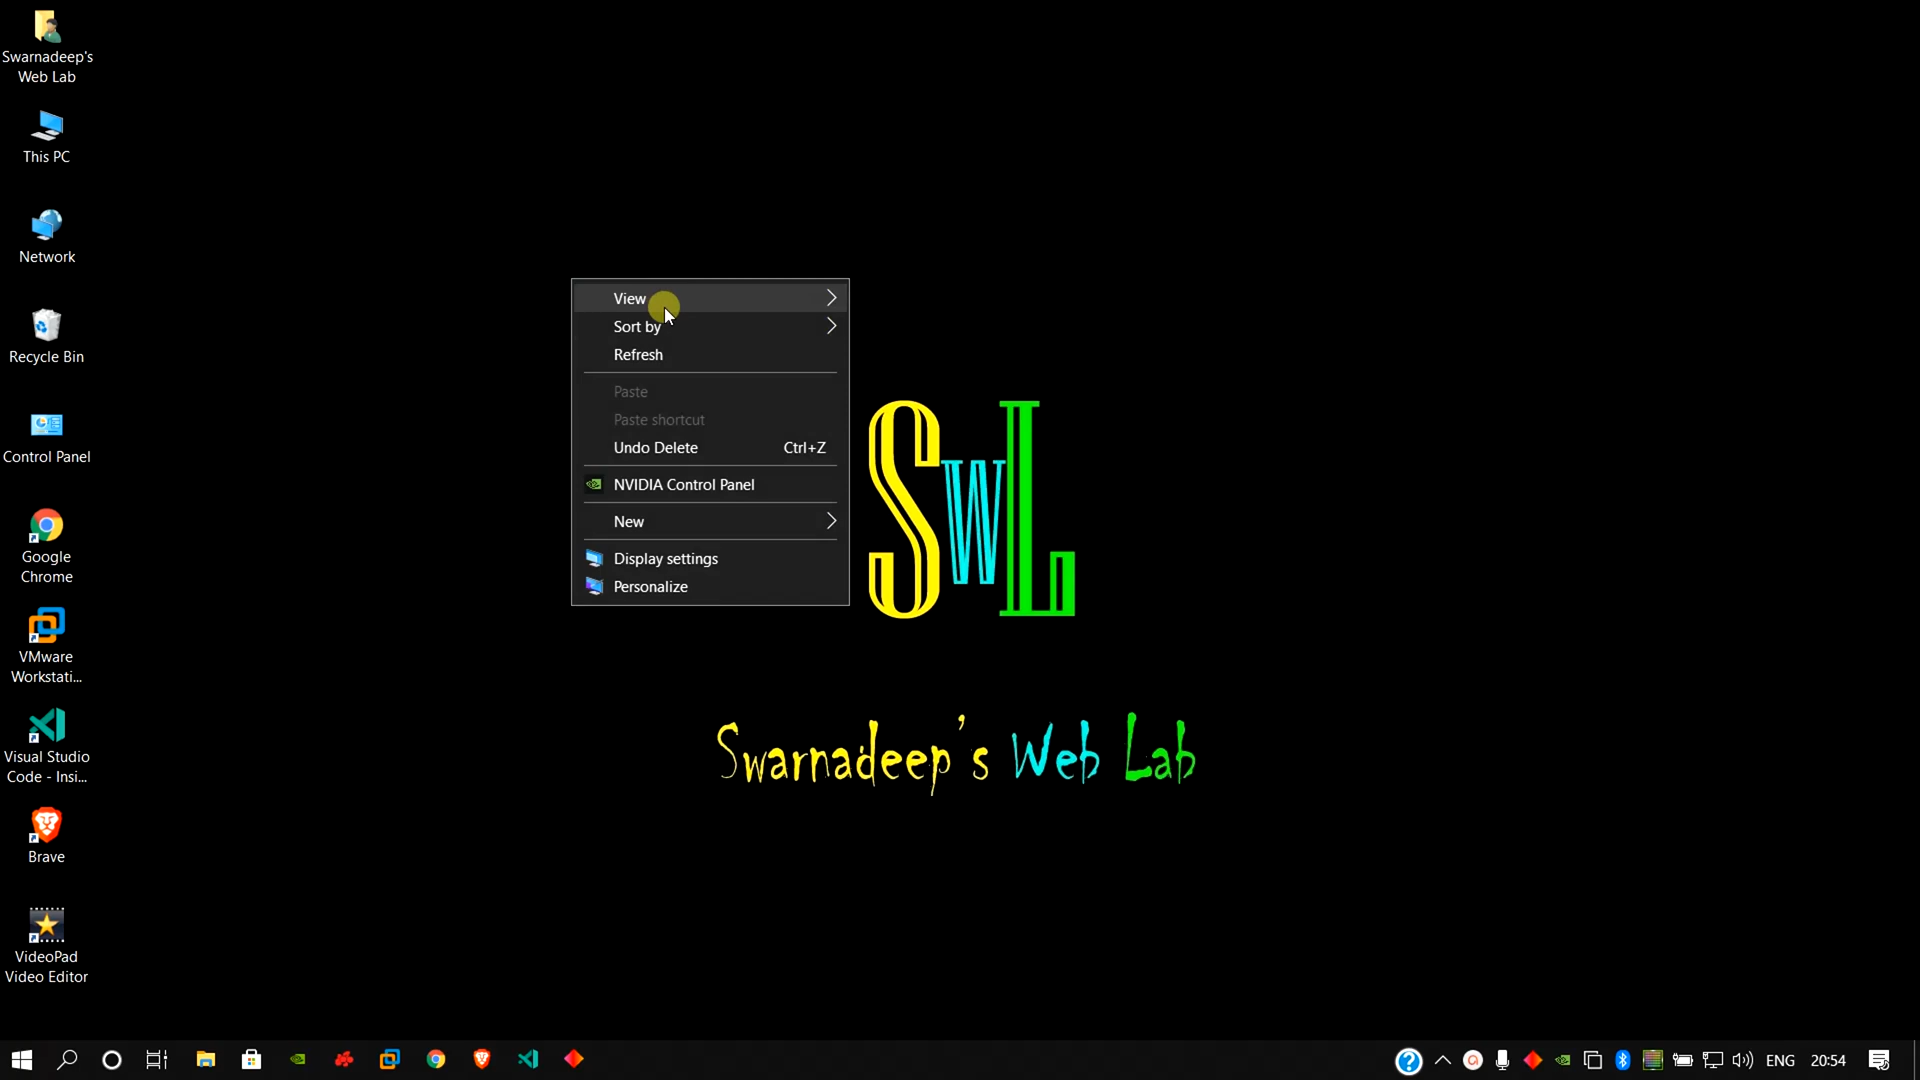 Swarnadeep's
Web Lab
This PC
Network
Recycle Bin
Control Panel
Google
Chrome
VMware
Workstati...
Visual Studio
Code - Insi...
Brave
VideoPad
Video Editor
View
Sort by
Refresh
Paste
Paste shortcut
Undo Delete Ctrl+Z
NVIDIA Control Panel
New
Display settings
Personalize
SWL
Swarnadeep's Web Lab
ENG 20:54